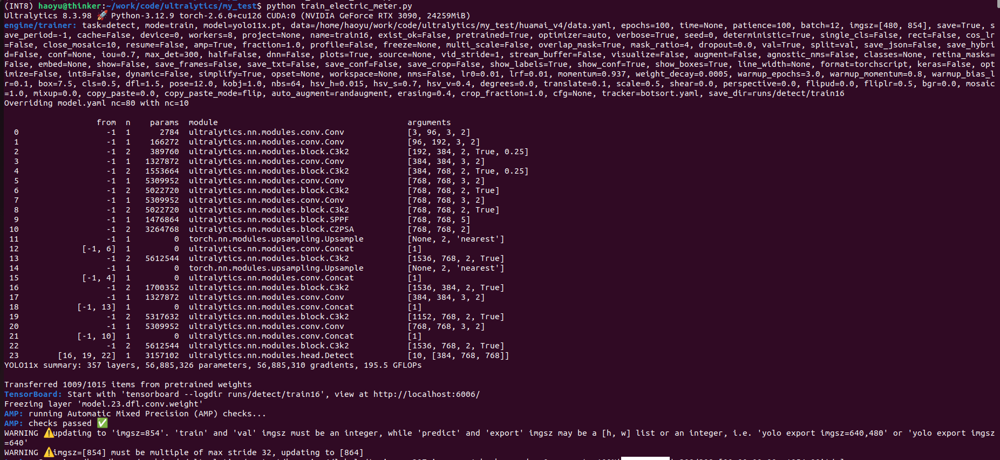 (INT8) haoyu@thinker:~/work/code/ultralytics/my_test$ python train_electric_meter.py
Ultralytics 8.3.98 🚀 Python-3.12.9 torch-2.6.0+cu126 CUDA:0 (NVIDIA GeForce RTX 3090, 24259MiB)
engine/trainer: task=detect, mode=train, model=yolo11x.pt, data=/home/haoyu/work/code/ultralytics/my_test/huamai_v4/data.yaml, epochs=100, time=None, patience=100, batch=12, imgsz=[480, 854], save=True, s
ave_period=-1, cache=False, device=0, workers=8, project=None, name=train16, exist_ok=False, pretrained=True, optimizer=auto, verbose=True, seed=0, deterministic=True, single_cls=False, rect=False, cos_lr
=False, close_mosaic=10, resume=False, amp=True, fraction=1.0, profile=False, freeze=None, multi_scale=False, overlap_mask=True, mask_ratio=4, dropout=0.0, val=True, split=val, save_json=False, save_hybri
d=False, conf=None, iou=0.7, max_det=300, half=False, dnn=False, plots=True, source=None, vid_stride=1, stream_buffer=False, visualize=False, augment=False, agnostic_nms=False, classes=None, retina_masks=
False, embed=None, show=False, save_frames=False, save_txt=False, save_conf=False, save_crop=False, show_labels=True, show_conf=True, show_boxes=True, line_width=None, format=torchscript, keras=False, opt
imize=False, int8=False, dynamic=False, simplify=True, opset=None, workspace=None, nms=False, lr0=0.01, lrf=0.01, momentum=0.937, weight_decay=0.0005, warmup_epochs=3.0, warmup_momentum=0.8, warmup_bias_l
r=0.1, box=7.5, cls=0.5, dfl=1.5, pose=12.0, kobj=1.0, nbs=64, hsv_h=0.015, hsv_s=0.7, hsv_v=0.4, degrees=0.0, translate=0.1, scale=0.5, shear=0.0, perspective=0.0, flipud=0.0, fliplr=0.5, bgr=0.0, mosaic
=1.0, mixup=0.0, copy_paste=0.0, copy_paste_mode=flip, auto_augment=randaugment, erasing=0.4, crop_fraction=1.0, cfg=None, tracker=botsort.yaml, save_dir=runs/detect/train16
Overriding model.yaml nc=80 with nc=10
from n params module arguments
0 -1 1 2784 ultralytics.nn.modules.conv.Conv [3, 96, 3, 2]
1 -1 1 166272 ultralytics.nn.modules.conv.Conv [96, 192, 3, 2]
2 -1 2 389760 ultralytics.nn.modules.block.C3k2 [192, 384, 2, True, 0.25]
3 -1 1 1327872 ultralytics.nn.modules.conv.Conv [384, 384, 3, 2]
4 -1 2 1553664 ultralytics.nn.modules.block.C3k2 [384, 768, 2, True, 0.25]
5 -1 1 5309952 ultralytics.nn.modules.conv.Conv [768, 768, 3, 2]
6 -1 2 5022720 ultralytics.nn.modules.block.C3k2 [768, 768, 2, True]
7 -1 1 5309952 ultralytics.nn.modules.conv.Conv [768, 768, 3, 2]
8 -1 2 5022720 ultralytics.nn.modules.block.C3k2 [768, 768, 2, True]
9 -1 1 1476864 ultralytics.nn.modules.block.SPPF [768, 768, 5]
10 -1 2 3264768 ultralytics.nn.modules.block.C2PSA [768, 768, 2]
11 -1 1 0 torch.nn.modules.upsampling.Upsample [None, 2, 'nearest']
12 [-1, 6] 1 0 ultralytics.nn.modules.conv.Concat [1]
13 -1 2 5612544 ultralytics.nn.modules.block.C3k2 [1536, 768, 2, True]
14 -1 1 0 torch.nn.modules.upsampling.Upsample [None, 2, 'nearest']
15 [-1, 4] 1 0 ultralytics.nn.modules.conv.Concat [1]
16 -1 2 1700352 ultralytics.nn.modules.block.C3k2 [1536, 384, 2, True]
17 -1 1 1327872 ultralytics.nn.modules.conv.Conv [384, 384, 3, 2]
18 [-1, 13] 1 0 ultralytics.nn.modules.conv.Concat [1]
19 -1 2 5317632 ultralytics.nn.modules.block.C3k2 [1152, 768, 2, True]
20 -1 1 5309952 ultralytics.nn.modules.conv.Conv [768, 768, 3, 2]
21 [-1, 10] 1 0 ultralytics.nn.modules.conv.Concat [1]
22 -1 2 5612544 ultralytics.nn.modules.block.C3k2 [1536, 768, 2, True]
23 [16, 19, 22] 1 3157102 ultralytics.nn.modules.head.Detect [10, [384, 768, 768]]
YOLO11x summary: 357 layers, 56,885,326 parameters, 56,885,310 gradients, 195.5 GFLOPs
Transferred 1009/1015 items from pretrained weights
TensorBoard: Start with 'tensorboard --logdir runs/detect/train16', view at http://localhost:6006/
Freezing layer 'model.23.dfl.conv.weight'
AMP: running Automatic Mixed Precision (AMP) checks...
AMP: checks passed ✅
WARNING ⚠️updating to 'imgsz=854'. 'train' and 'val' imgsz must be an integer, while 'predict' and 'export' imgsz may be a [h, w] list or an integer, i.e. 'yolo export imgsz=640,480' or 'yolo export imgsz
=640'
WARNING ⚠️imgsz=[854] must be multiple of max stride 32, updating to [864]